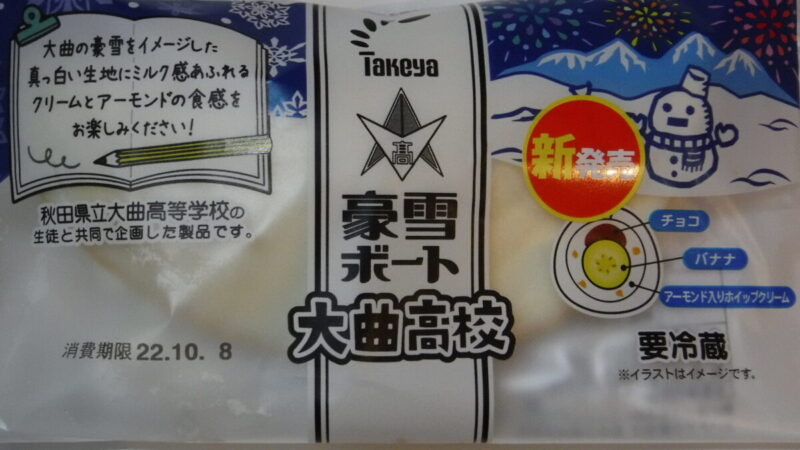 大曲の豪雪をイメージした
真っ白い生地にミルク感あふれる
クリームとアーモンドの食感を
お楽しみください!
秋田県立大曲高等学校の
生徒と共同で企画した製品です。
消費期限 22.10. 8
Takeya
高
豪雪
ボート
大曲高校
新発売
チョコ
バナナ
アーモンド入りホイップクリーム
要冷蔵
※イラストはイメージです。